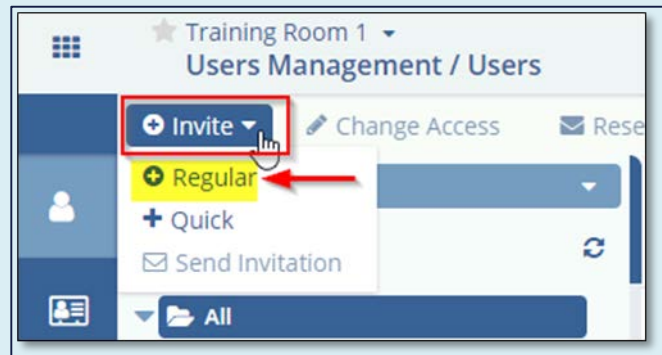 Training Room 1
Users Management / Users
Invite Change Access Rese
Regular
Quick
Send Invitation
All